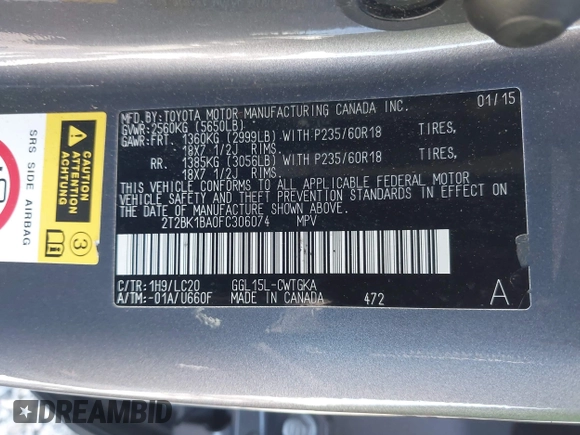 MFD. BY: TOYOTA MOTOR MANUFACTURING CANADA INC. 01/15
GVWR: 2560KG (5650LB)
GAWR: FRT. 1360KG (2999LB) WITH P235/60R18 TIRES,
18X7 1/2J RIMS.
RR. 1385KG (3056LB) WITH P235/60R18 TIRES,
18X7 1/2J RIMS.
THIS VEHICLE CONFORMS TO ALL APPLICABLE FEDERAL MOTOR
VEHICLE SAFETY AND THEFT PREVENTION STANDARDS IN EFFECT ON
THE DATE OF MANUFACTURE SHOWN ABOVE.
2T2BK1BA0FC306074 MPV
C/TR: 1H9/LC20 GGL15L-CWTGKA
A/TM: -01A/U660F MADE IN CANADA 472 A
SRS SIDE AIRBAG
CAUTION
ATTENTION
ACHTUNG
3
DREAMBID